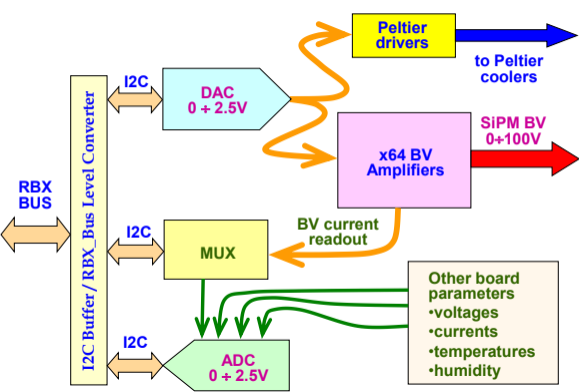 Peltier
drivers
to Peltier
coolers
I2C
DAC
0 ÷ 2.5V
SiPM BV
0÷100V
x64 BV
Amplifiers
RBX
BUS
I2C Buffer / RBX_Bus Level Converter
I2C
MUX
BV current
readout
Other board
parameters
•voltages
•currents
•temperatures
•humidity
I2C
ADC
0 ÷ 2.5V